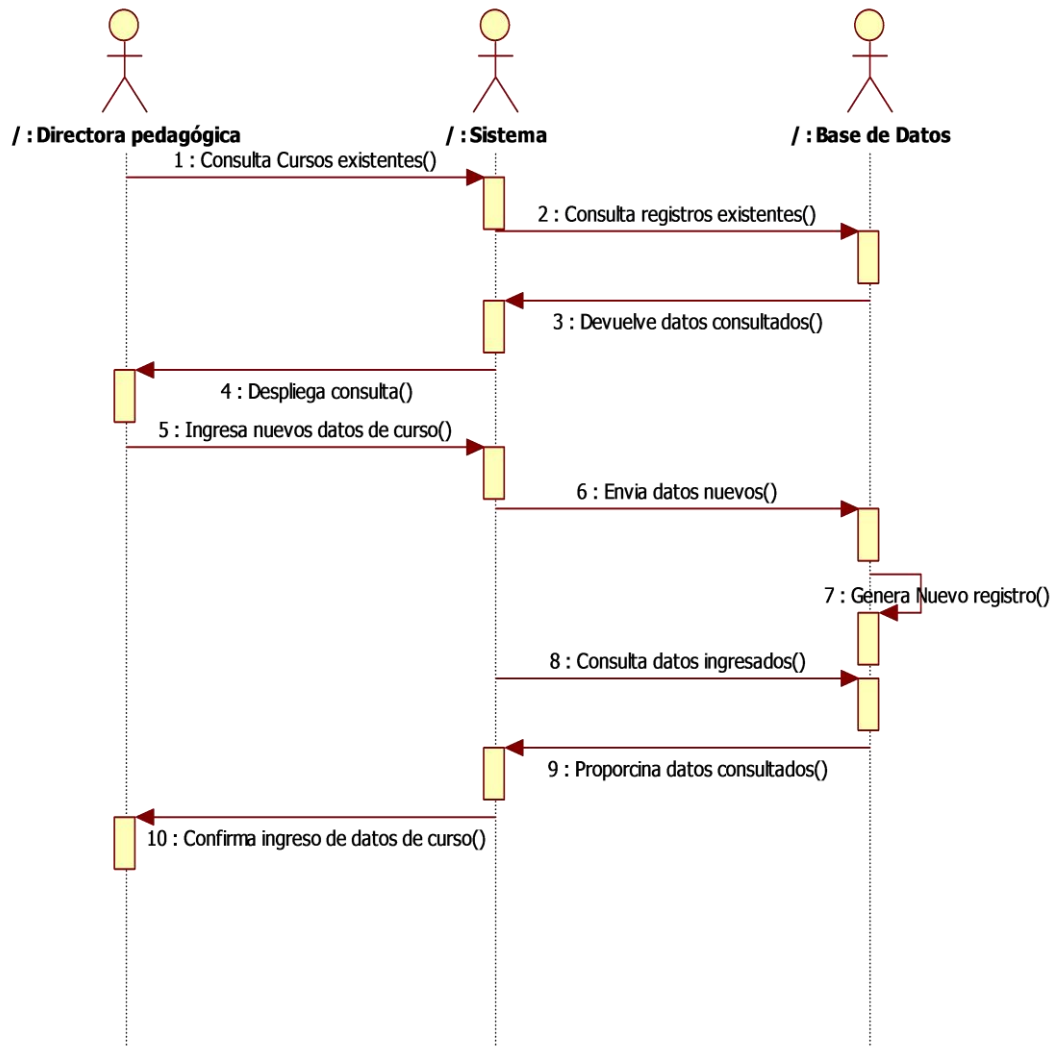 / : Directora pedagógica
/ : Sistema
/ : Base de Datos
1 : Consulta Cursos existentes()
2 : Consulta registros existentes()
3 : Devuelve datos consultados()
4 : Despliega consulta()
5 : Ingresa nuevos datos de curso()
6 : Envia datos nuevos()
7 : Genera Nuevo registro()
8 : Consulta datos ingresados()
9 : Proporcina datos consultados()
10 : Confirma ingreso de datos de curso()